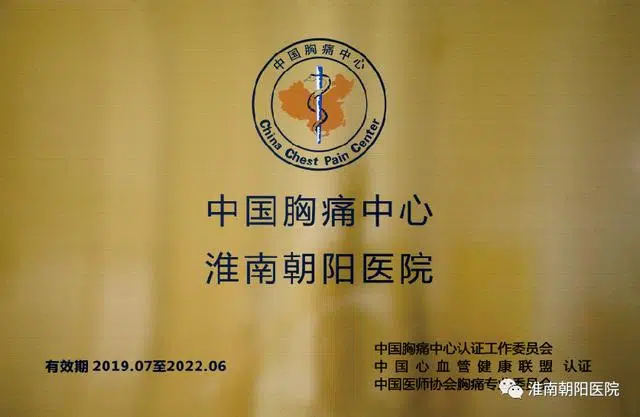 中国胸痛中心
China Chest Pain Center
中国胸痛中心
淮南朝阳医院
有效期 2019.07至2022.06
中国胸痛中心认证工作委员会
中国心血管健康联盟 认证
中国医师协会胸痛专业委员会
淮南朝阳医院